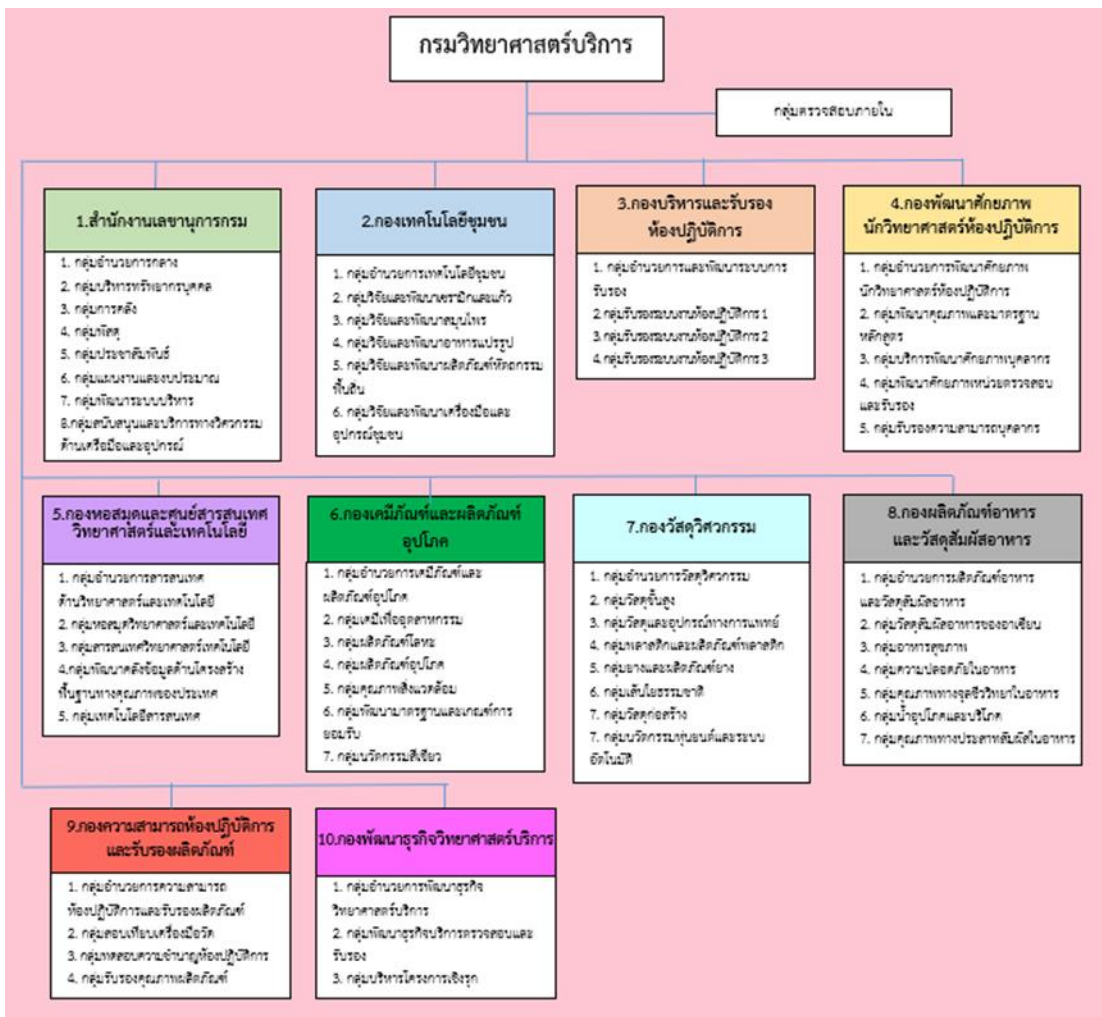 กรมวิทยาศาสตร์บริการ
กลุ่มตรวจสอบภายใน
1.สำนักงานเลขานุการกรม
1. กลุ่มอำนวยการกลาง
2. กลุ่มบริหารทรัพยากรบุคคล
3. กลุ่มการคลัง
4. กลุ่มพัสดุ
5. กลุ่มประชาสัมพันธ์
6. กลุ่มแผนงานและงบประมาณ
7. กลุ่มพัฒนาระบบบริหาร
8.กลุ่มสนับสนุนและบริการทางวิศวกรรม
ด้านเครือมือและอุปกรณ์
2.กองเทคโนโลยีชุมชน
1. กลุ่มอำนวยการเทคโนโลยีชุมชน
2. กลุ่มวิจัยและพัฒนาเซรามิกและแก้ว
3. กลุ่มวิจัยและพัฒนาสมุนไพร
4. กลุ่มวิจัยและพัฒนาอาหารแปรรูป
5. กลุ่มวิจัยและพัฒนาผลิตภัณฑ์หัตถกรรม
พื้นถิ่น
6. กลุ่มวิจัยและพัฒนาเครื่องมือและ
อุปกรณ์ชุมชน
3.กองบริหารและรับรอง
ห้องปฏิบัติการ
1. กลุ่มอำนวยการและพัฒนาระบบการ
รับรอง
2.กลุ่มรับรองระบบงานห้องปฏิบัติการ 1
3.กลุ่มรับรองระบบงานห้องปฏิบัติการ 2
4.กลุ่มรับรองระบบงานห้องปฏิบัติการ 3
4.กองพัฒนาศักยภาพ
นักวิทยาศาสตร์ห้องปฏิบัติการ
1. กลุ่มอำนวยการพัฒนาศักยภาพ
นักวิทยาศาสตร์ห้องปฏิบัติการ
2. กลุ่มพัฒนาคุณภาพและมาตรฐาน
หลักสูตร
3. กลุ่มบริการพัฒนาศักยภาพบุคลากร
4. กลุ่มพัฒนาศักยภาพหน่วยตรวจสอบ
และรับรอง
5. กลุ่มรับรองความสามารถบุคลากร
5.กองหอสมุดและศูนย์สารสนเทศ
วิทยาศาสตร์และเทคโนโลยี
1. กลุ่มอำนวยการสารสนเทศ
ด้านวิทยาศาสตร์และเทคโนโลยี
2. กลุ่มหอสมุดวิทยาศาสตร์และเทคโนโลยี
3. กลุ่มสารสนเทศวิทยาศาสตร์เทคโนโลยี
4.กลุ่มพัฒนาคลังข้อมูลด้านโครงสร้าง
พื้นฐานทางคุณภาพของประเทศ
5. กลุ่มเทคโนโลยีสารสนเทศ
6.กองเคมีภัณฑ์และผลิตภัณฑ์
อุปโภค
1. กลุ่มอำนวยการเคมีภัณฑ์และ
ผลิตภัณฑ์อุปโภค
2. กลุ่มเคมีเพื่ออุตสาหกรรม
3. กลุ่มผลิตภัณฑ์โลหะ
4. กลุ่มผลิตภัณฑ์อุปโภค
5. กลุ่มคุณภาพสิ่งแวดล้อม
6. กลุ่มพัฒนามาตรฐานและเกณฑ์การ
ยอมรับ
7. กลุ่มนวัตกรรมสีเขียว
7.กองวัสดุวิศวกรรม
1. กลุ่มอำนวยการวัสดุวิศวกรรม
2. กลุ่มวัสดุขั้นสูง
3. กลุ่มวัสดุและอุปกรณ์ทางการแพทย์
4. กลุ่มพลาสติกและผลิตภัณฑ์พลาสติก
5. กลุ่มยางและผลิตภัณฑ์ยาง
6. กลุ่มเส้นใยธรรมชาติ
7. กลุ่มวัสดุก่อสร้าง
7. กลุ่มนวัตกรรมหุ่นยนต์และระบบ
อัตโนมัติ
8.กองผลิตภัณฑ์อาหาร
และวัสดุสัมผัสอาหาร
1. กลุ่มอำนวยการผลิตภัณฑ์อาหาร
และวัสดุสัมผัสอาหาร
2. กลุ่มวัสดุสัมผัสอาหารของอาเซียน
3. กลุ่มอาหารสุขภาพ
4. กลุ่มความปลอดภัยในอาหาร
5. กลุ่มคุณภาพทางจุลชีววิทยาในอาหาร
6. กลุ่มน้ำอุปโภคและบริโภค
7. กลุ่มคุณภาพทางประสาทสัมผัสในอาหาร
9.กองความสามารถห้องปฏิบัติการ
และรับรองผลิตภัณฑ์
1. กลุ่มอำนวยการความสามารถ
ห้องปฏิบัติการและรับรองผลิตภัณฑ์
2. กลุ่มสอบเทียบเครื่องมือวัด
3. กลุ่มทดสอบความชำนาญห้องปฏิบัติการ
4. กลุ่มรับรองคุณภาพผลิตภัณฑ์
10.กองพัฒนาธุรกิจวิทยาศาสตร์บริการ
1. กลุ่มอำนวยการพัฒนาธุรกิจ
วิทยาศาสตร์บริการ
2. กลุ่มพัฒนาธุรกิจบริการตรวจสอบและ
รับรอง
3. กลุ่มบริหารโครงการเชิงรุก